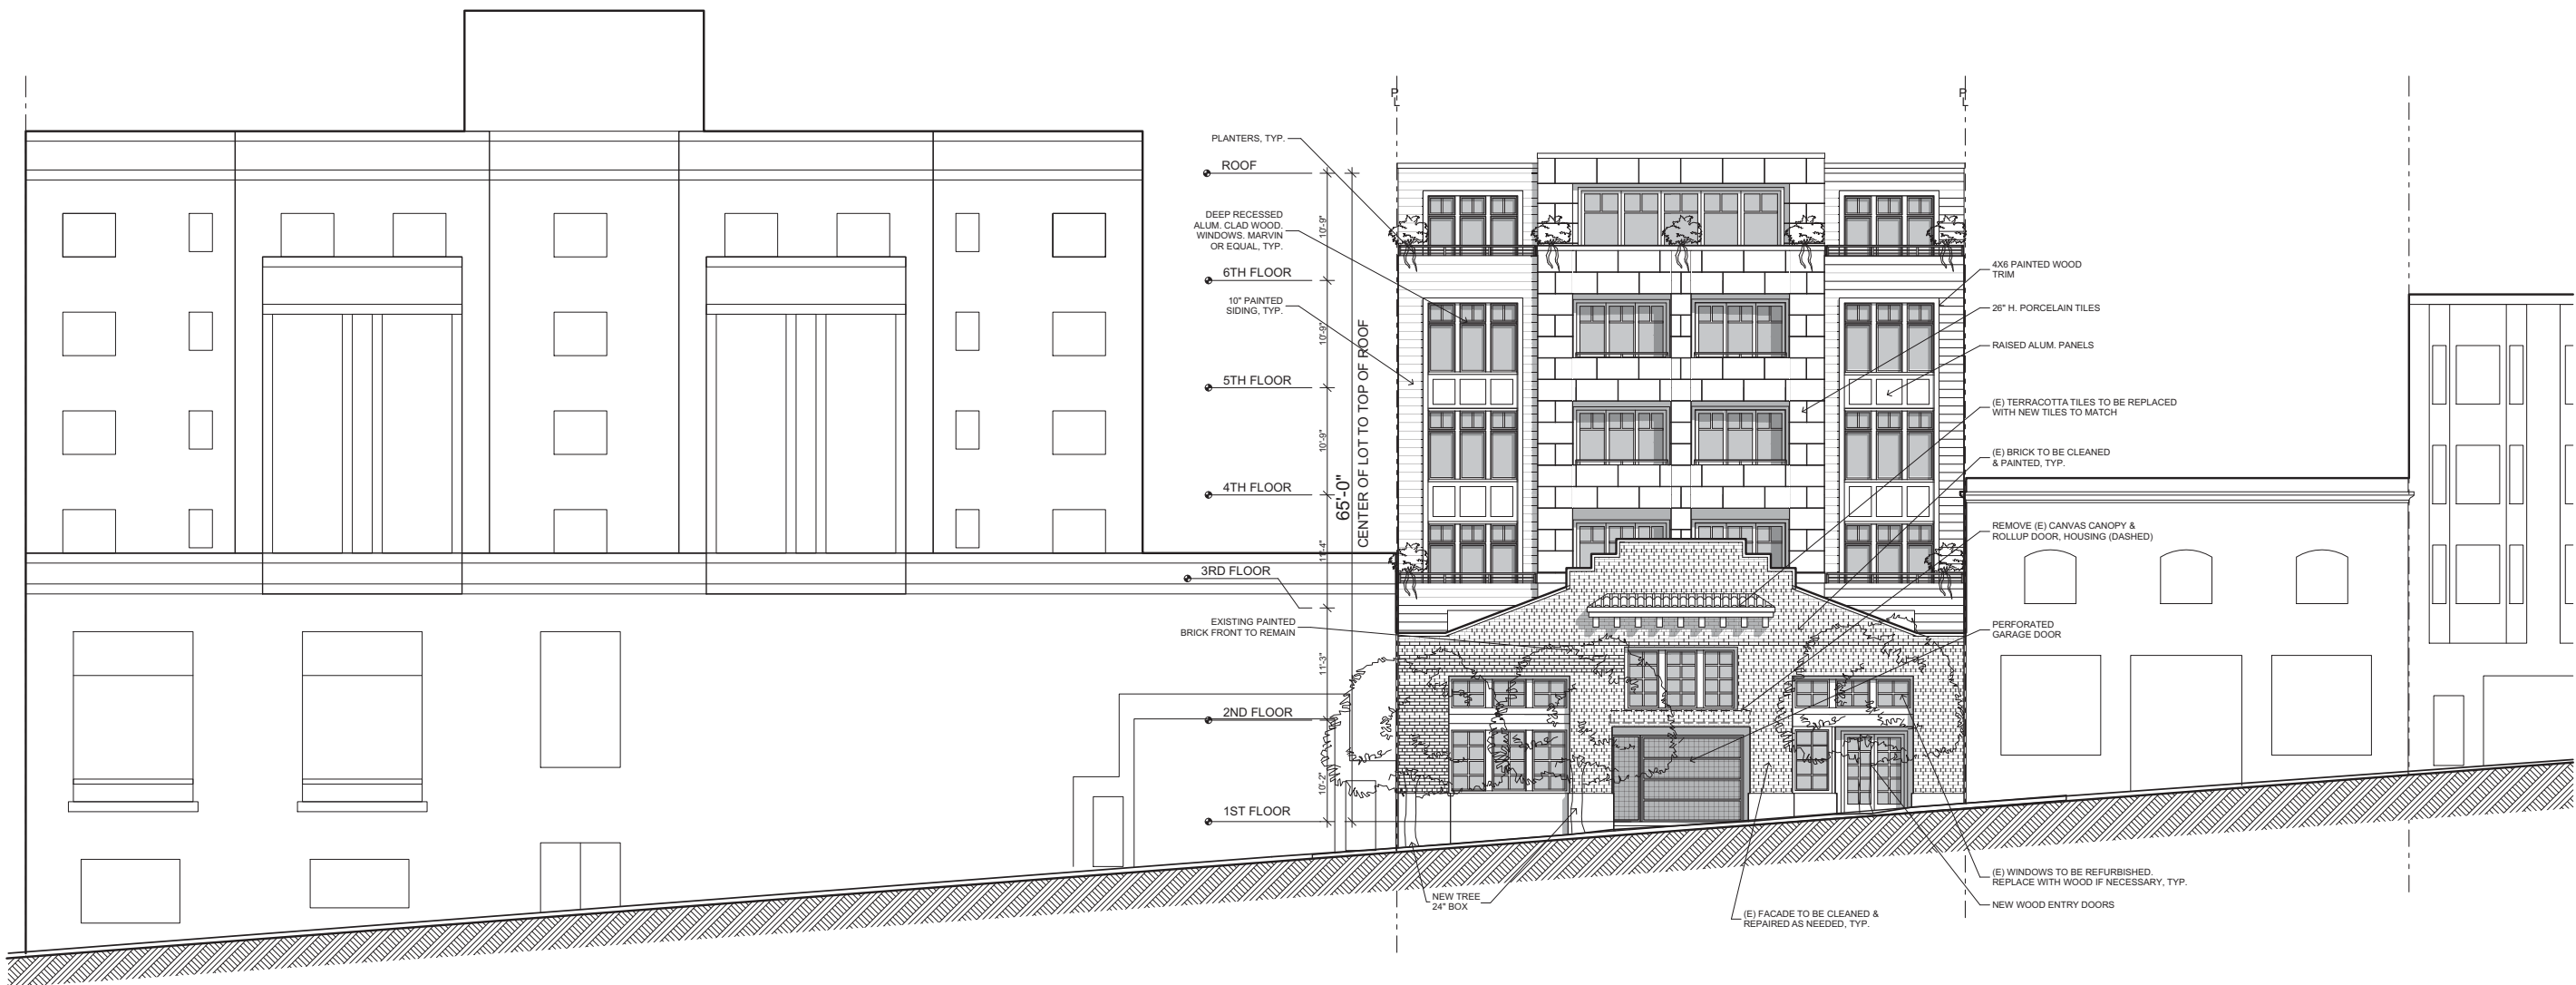 P
L
P
L
PLANTERS, TYP.
ROOF
DEEP RECESSED
ALUM. CLAD WOOD.
WINDOWS. MARVIN
OR EQUAL, TYP.
10'-9"
6TH FLOOR
10" PAINTED
SIDING, TYP.
10'-9"
5TH FLOOR
10'-9"
4TH FLOOR
11'-4"
3RD FLOOR
EXISTING PAINTED
BRICK FRONT TO REMAIN
11'-3"
2ND FLOOR
10'-2"
1ST FLOOR
65'-0"
CENTER OF LOT TO TOP OF ROOF
4X6 PAINTED WOOD
TRIM
26" H. PORCELAIN TILES
RAISED ALUM. PANELS
(E) TERRACOTTA TILES TO BE REPLACED
WITH NEW TILES TO MATCH
(E) BRICK TO BE CLEANED
& PAINTED, TYP.
REMOVE (E) CANVAS CANOPY &
ROLLUP DOOR, HOUSING (DASHED)
PERFORATED
GARAGE DOOR
(E) WINDOWS TO BE REFURBISHED.
REPLACE WITH WOOD IF NECESSARY, TYP.
NEW WOOD ENTRY DOORS
NEW TREE
24" BOX
(E) FACADE TO BE CLEANED &
REPAIRED AS NEEDED, TYP.